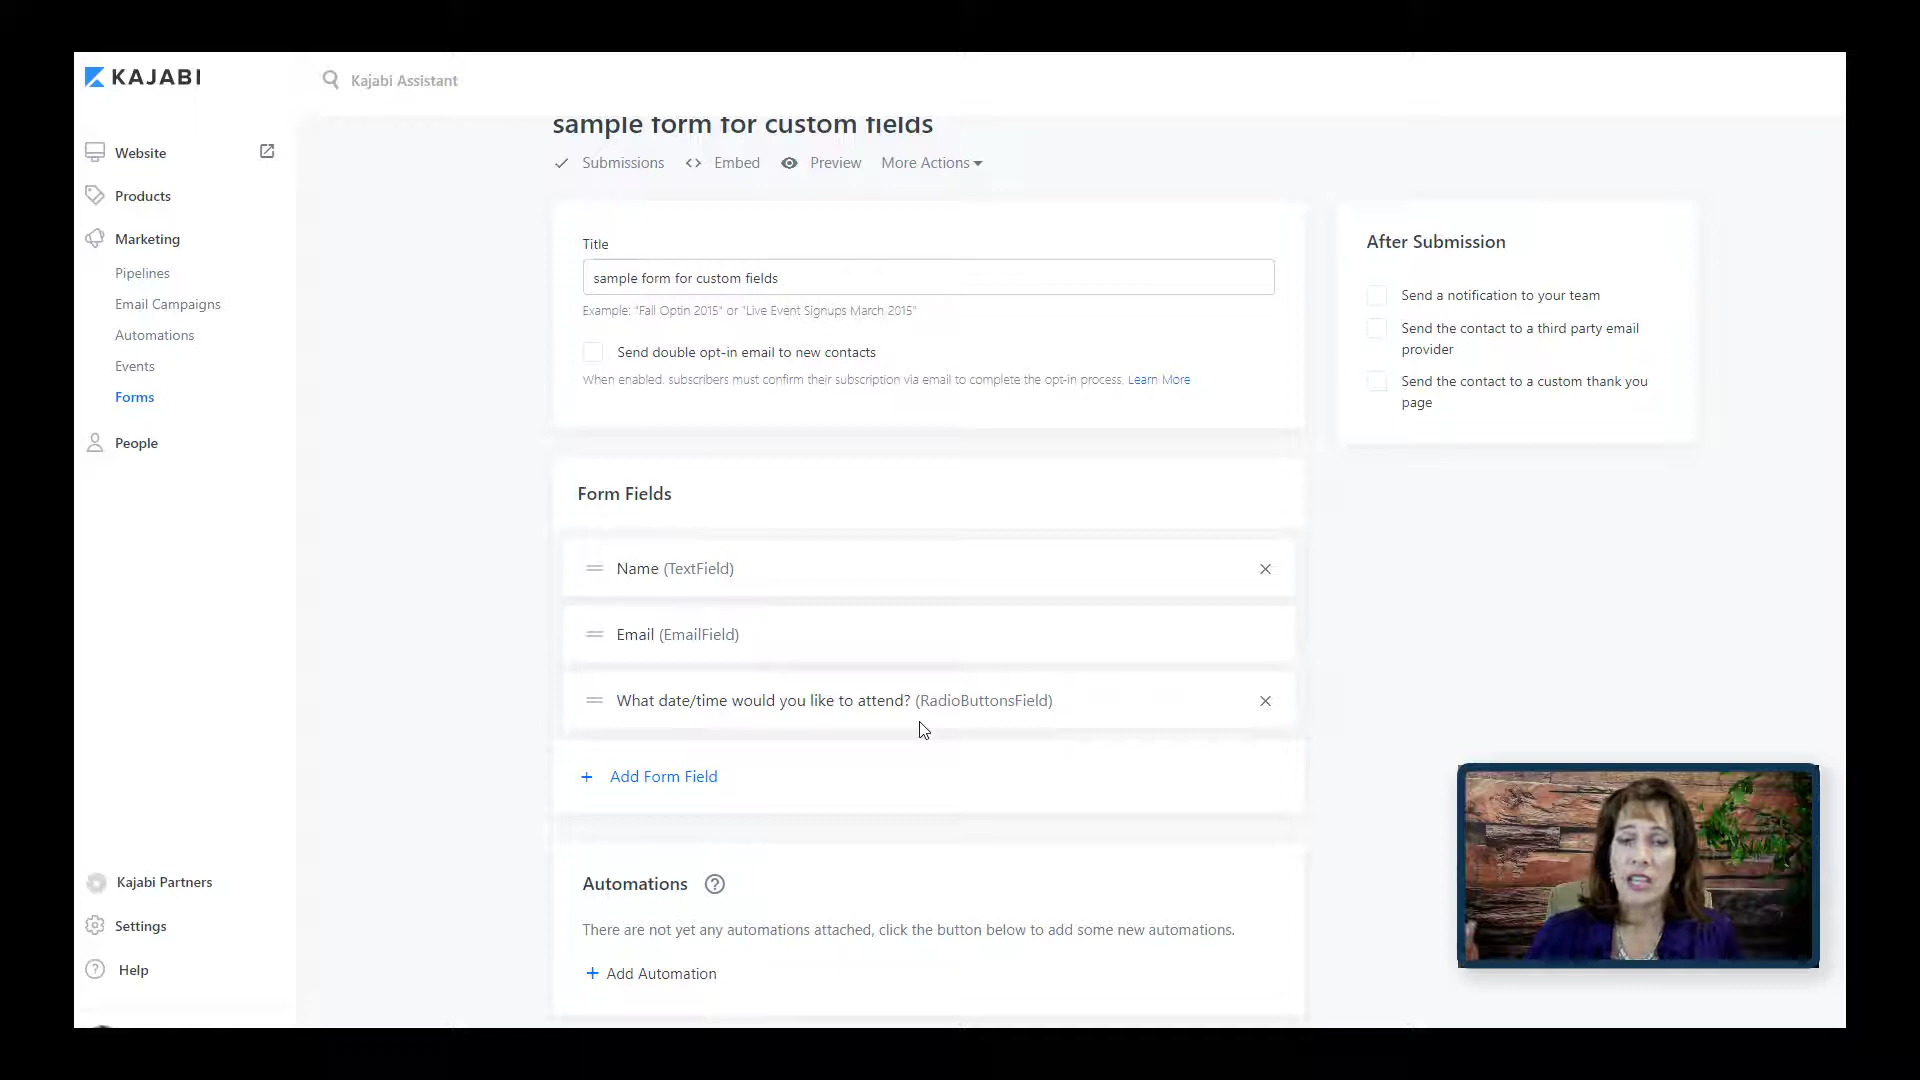 KAJABI
Kajabi Assistant
Website
Products
Marketing
Pipelines
Email Campaigns
Automations
Events
Forms
People
Kajabi Partners
Settings
Help
sample form for custom fields
Submissions
Embed
Preview
More Actions
Title
sample form for custom fields
Example: "Fall Optin 2015" or "Live Event Signups March 2015"
Send double opt-in email to new contacts
When enabled, subscribers must confirm their subscription via email to complete the opt-in process. Learn More
Form Fields
Name (TextField)
Email (EmailField)
What date/time would you like to attend? (RadioButtonsField)
+ Add Form Field
Automations ?
There are not yet any automations attached, click the button below to add some new automations.
+ Add Automation
After Submission
Send a notification to your team
Send the contact to a third party email
provider
Send the contact to a custom thank you
page